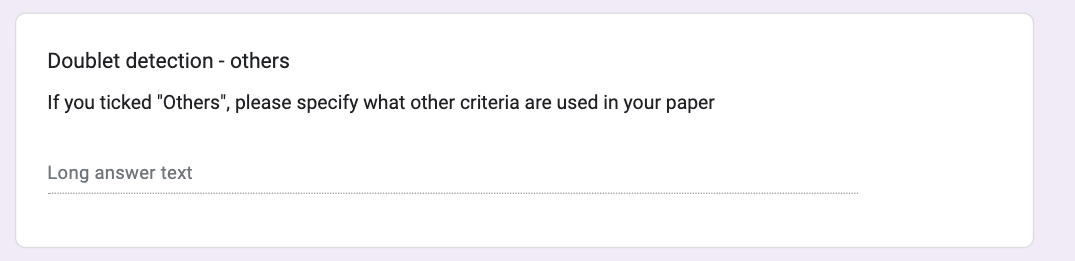 Doublet detection - others
If you ticked "Others", please specify what other criteria are used in your paper
Long answer text